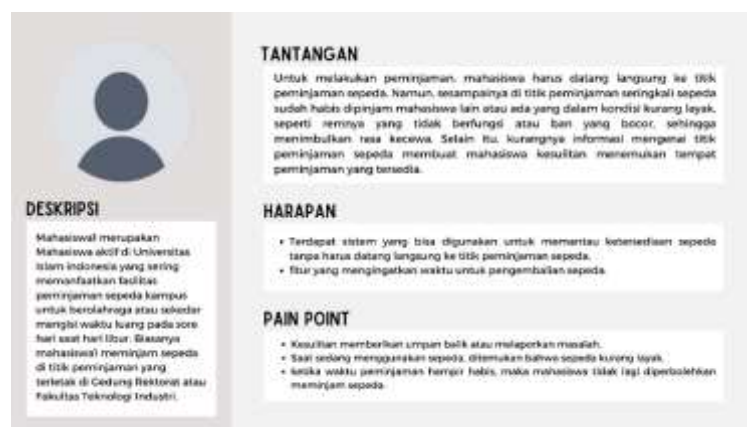 TANTANGAN
Untuk melakukan peminjaman, mahasiswa harus datang langsung ke titik
peminjaman sepeda. Namun, sesampainya di titik peminjaman seringkali sepeda
sudah habis dipinjam mahasiswa lain atau ada yang dalam kondisi kurang layak,
seperti remnya yang tidak berfungsi atau ban yang bocor, sehingga
menimbulkan rasa kecewa. Selain itu, kurangnya informasi mengenai titik
peminjaman sepeda membuat mahasiswa kesulitan menemukan tempat
peminjaman yang tersedia.
DESKRIPSI
Mahasiswa1 merupakan
Mahasiswa aktif di Universitas
Islam Indonesia yang sering
memanfaatkan fasilitas
peminjaman sepeda kampus
untuk berolahraga atau sekedar
mengisi waktu luang pada sore
hari saat hari libur. Biasanya
mahasiswa1 meminjam sepeda
di titik peminjaman yang
terletak di Gedung Rektorat atau
Fakultas Teknologi Industri.
HARAPAN
• Terdapat sistem yang bisa digunakan untuk memantau ketersediaan sepeda
tanpa harus datang langsung ke titik peminjaman sepeda.
• fitur yang mengingatkan waktu untuk pengembalian sepeda.
PAIN POINT
• Kesulitan memberikan umpan balik atau melaporkan masalah.
• Saat sedang menggunakan sepeda, ditemukan bahwa sepeda kurang layak.
• ketika waktu peminjaman hampir habis, maka mahasiswa tidak lagi diperbolehkan
meminjam sepeda.